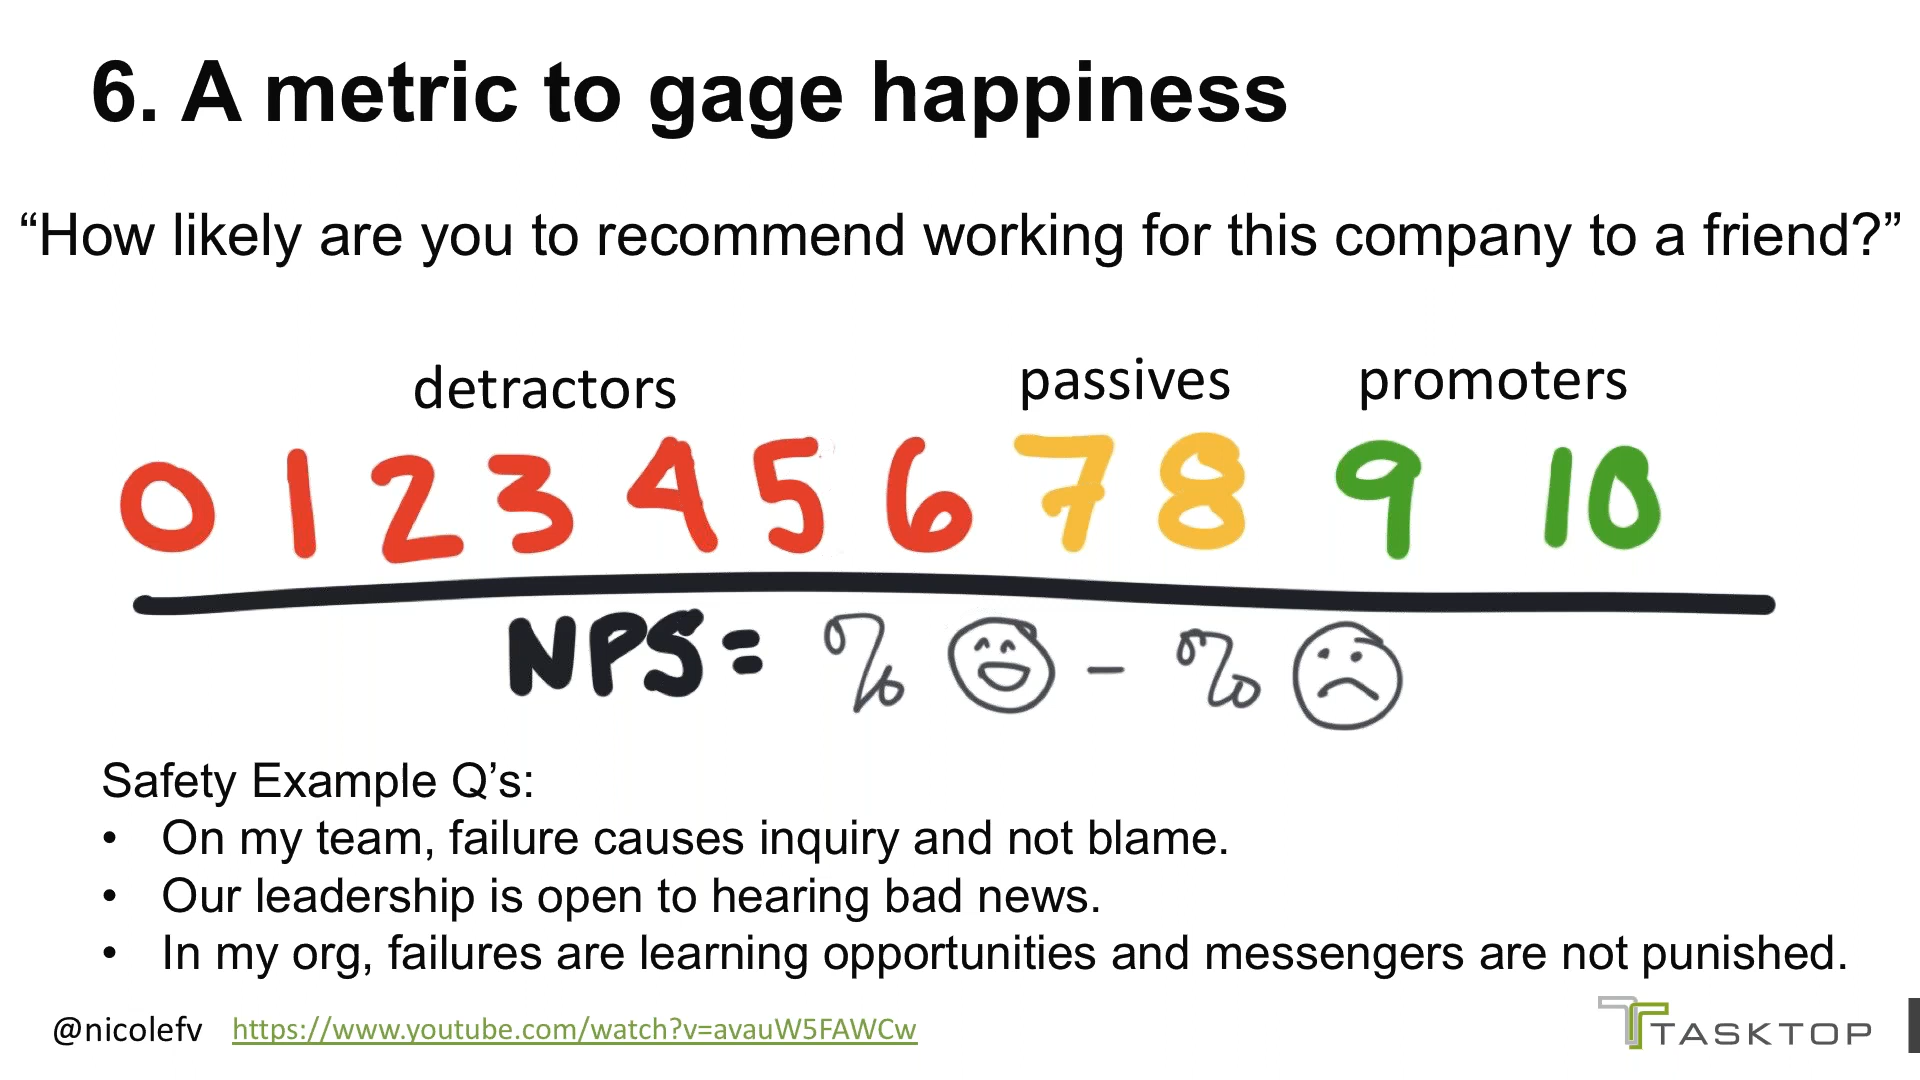 6. A metric to gage happiness
“How likely are you to recommend working for this company to a friend?”
detractors passives promoters
0 1 2 3 4 5 6 7 8 9 10
NPS = % - %
Safety Example Q’s:
• On my team, failure causes inquiry and not blame.
• Our leadership is open to hearing bad news.
• In my org, failures are learning opportunities and messengers are not punished.
@nicolefv https://www.youtube.com/watch?v=avauW5FAWCw
TASKTOP